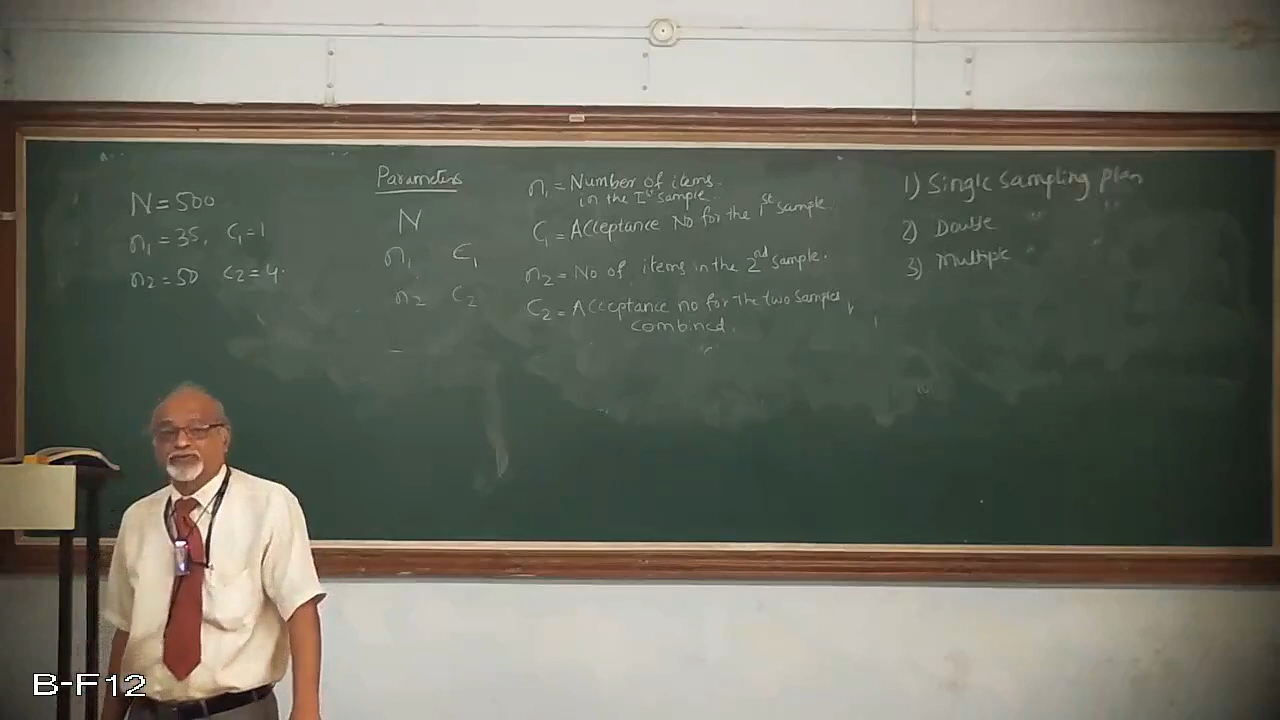 N=500
n₁=35, C₁=1
n₂=50 C₂=4.
Parameters
N
n₁ C₁
n₂ C₂
n₁ = Number of items
in the Ist sample.
C₁ = Acceptance No for the 1st sample.
n₂ = No of items in the 2nd sample.
C₂ = Acceptance no for the two samples
combined.
1) Single sampling plan
2) Double " "
3) Multiple " "
B-F12